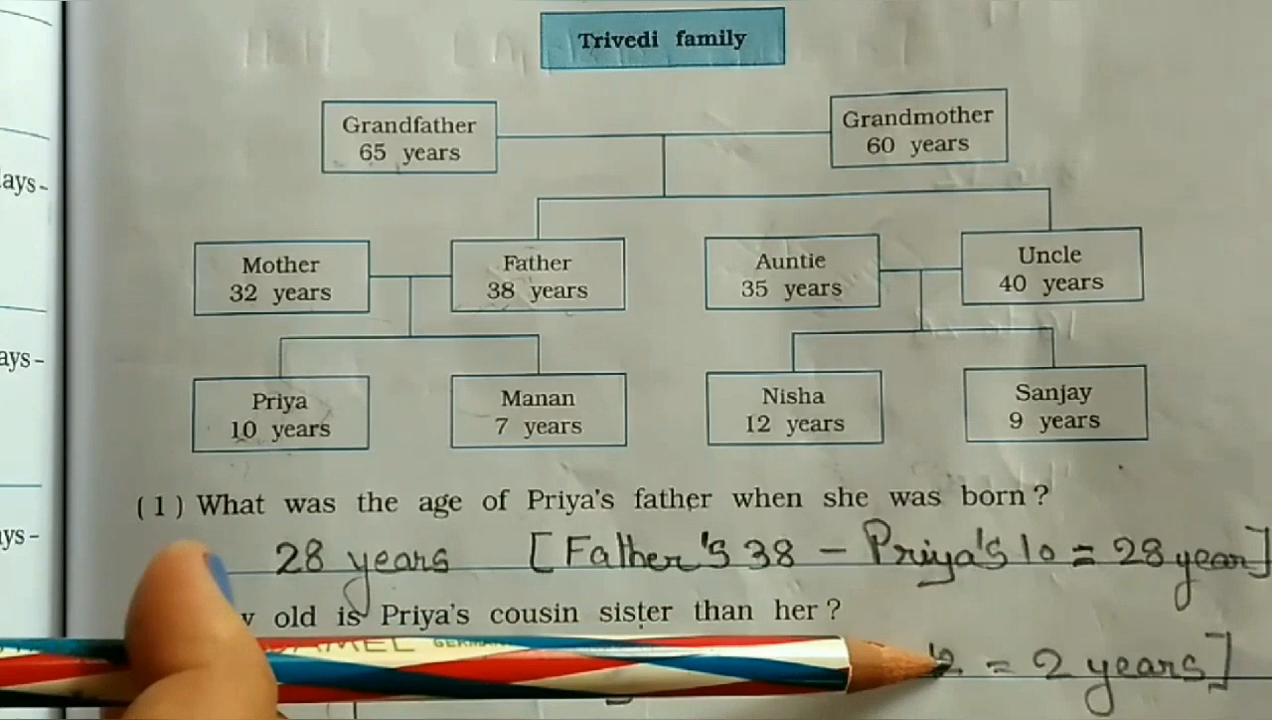 Trivedi family
Grandfather
65 years
Grandmother
60 years
ays-
Mother
32 years
Father
38 years
Auntie
35 years
Uncle
40 years
ays-
Priya
10 years
Manan
7 years
Nisha
12 years
Sanjay
9 years
(1) What was the age of Priya's father when she was born?
28 years [Father's 38 - Priya's 10 = 28 year]
ys-
old is Priya's cousin sister than her?
= 2 years]